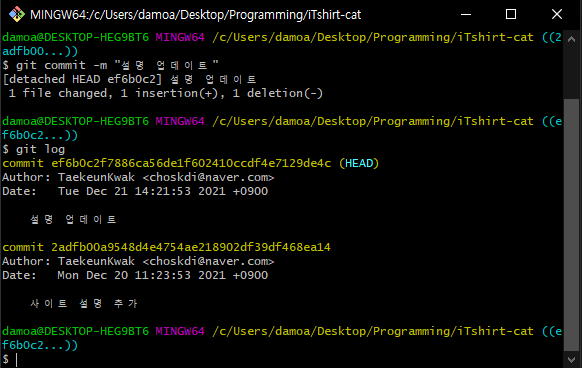 MINGW64:/c/Users/damoa/Desktop/Programming/iTshirt-cat
damoa@DESKTOP-HEG9BT6 MINGW64 /c/Users/damoa/Desktop/Programming/iTshirt-cat ((2
adfb00...))
$ git commit -m "설명 업데이트"
[detached HEAD ef6b0c2] 설명 업데이트
1 file changed, 1 insertion(+), 1 deletion(-)
damoa@DESKTOP-HEG9BT6 MINGW64 /c/Users/damoa/Desktop/Programming/iTshirt-cat ((e
f6b0c2...))
$ git log
commit ef6b0c2f7886ca56de1f602410ccdf4e7129de4c (HEAD)
Author: TaekeunKwak <choskdi@naver.com>
Date:   Tue Dec 21 14:21:53 2021 +0900
설명 업데이트
commit 2adfb00a9548d4e4754ae218902df39df468ea14
Author: TaekeunKwak <choskdi@naver.com>
Date:   Mon Dec 20 11:23:53 2021 +0900
사이트 설명 추가
damoa@DESKTOP-HEG9BT6 MINGW64 /c/Users/damoa/Desktop/Programming/iTshirt-cat ((e
f6b0c2...))
$